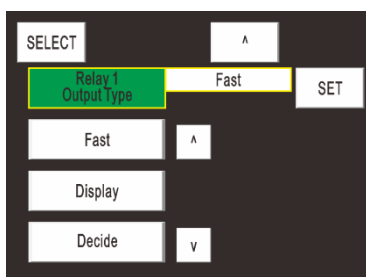 SELECT
^
Relay 1
Output Type
Fast
SET
Fast
^
Display
Decide
v